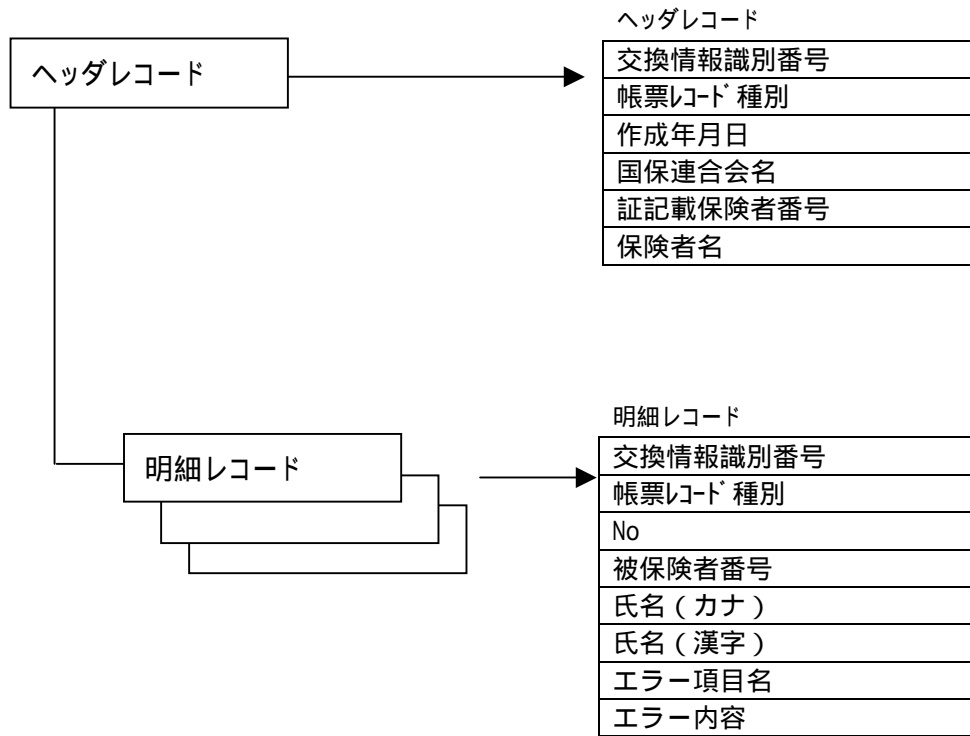 ヘッダレコード
ヘッダレコード
交換情報識別番号
帳票ﾚｺｰﾄﾞ種別
作成年月日
国保連合会名
証記載保険者番号
保険者名
明細レコード
明細レコード
交換情報識別番号
帳票ﾚｺｰﾄﾞ種別
No
被保険者番号
氏名（カナ）
氏名（漢字）
エラー項目名
エラー内容